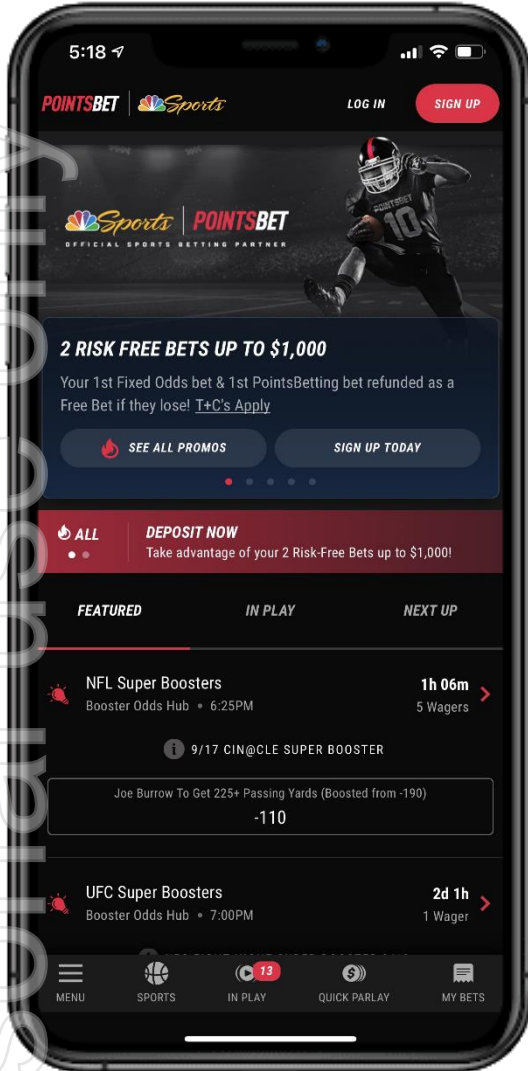 5:18
POINTSBET Sports LOG IN SIGN UP
POINTSBET
10
Sports POINTSBET
OFFICIAL SPORTS BETTING PARTNER
2 RISK FREE BETS UP TO $1,000
Your 1st Fixed Odds bet & 1st PointsBetting bet refunded as a
Free Bet if they lose! T+C's Apply
SEE ALL PROMOS SIGN UP TODAY
ALL DEPOSIT NOW
Take advantage of your 2 Risk-Free Bets up to $1,000!
FEATURED IN PLAY NEXT UP
NFL Super Boosters 1h 06m
Booster Odds Hub • 6:25PM 5 Wagers
i 9/17 CIN@CLE SUPER BOOSTER
Joe Burrow To Get 225+ Passing Yards (Boosted from -190)
-110
UFC Super Boosters 2d 1h
Booster Odds Hub • 7:00PM 1 Wager
13
MENU SPORTS IN PLAY QUICK PARLAY MY BETS
sonal use only